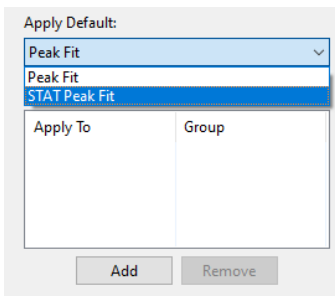 Apply Default:
Peak Fit
Peak Fit
STAT Peak Fit
Apply To Group
Add Remove